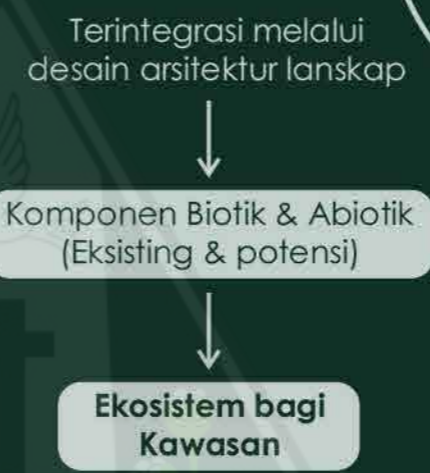 Terintegrasi melalui
desain arsitektur lanskap
Komponen Biotik & Abiotik
(Eksisting & potensi)
Ekosistem bagi
Kawasan